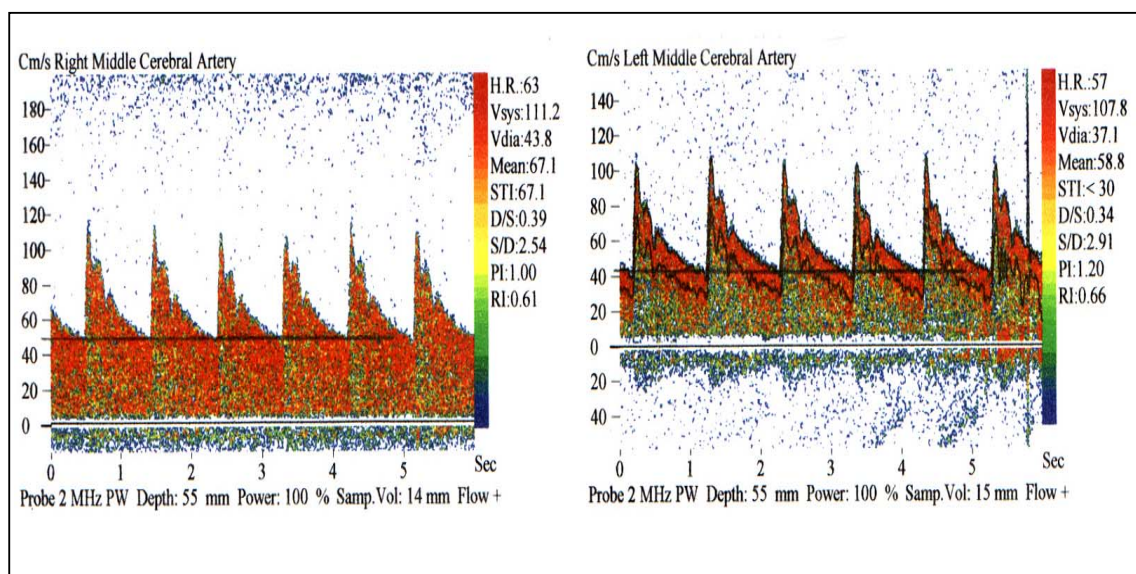 Cm/s Right Middle Cerebral Artery
180
160
140
120
100
80
60
40
20
0
0 1 2 3 4 5 Sec
H.R.:63
Vsys:111.2
Vdia:43.8
Mean:67.1
STI:67.1
D/S:0.39
S/D:2.54
PI:1.00
RI:0.61
Probe 2 MHz PW Depth: 55 mm Power: 100 % Samp.Vol: 14 mm Flow +
Cm/s Left Middle Cerebral Artery
140
120
100
80
60
40
20
0
20
40
0 1 2 3 4 5 Sec
H.R.:57
Vsys:107.8
Vdia:37.1
Mean:58.8
STI:< 30
D/S:0.34
S/D:2.91
PI:1.20
RI:0.66
Probe 2 MHz PW Depth: 55 mm Power: 100 % Samp.Vol: 15 mm Flow +